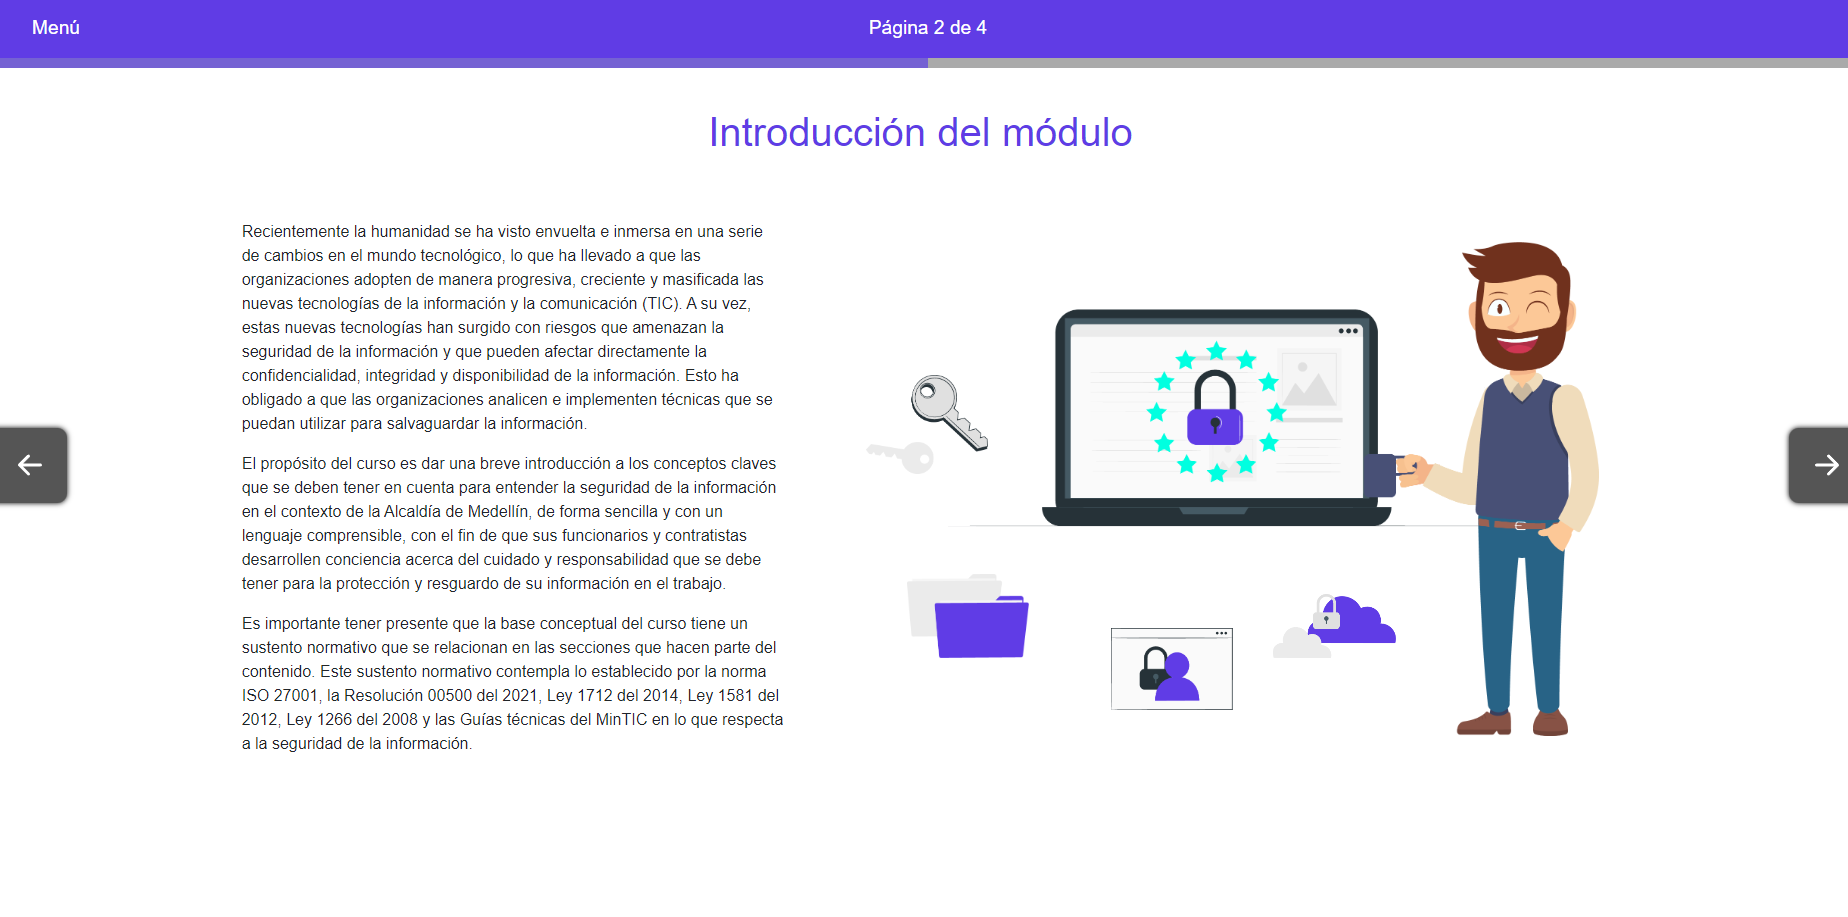 Menú
Página 2 de 4
Introducción del módulo
Recientemente la humanidad se ha visto envuelta e inmersa en una serie
de cambios en el mundo tecnológico, lo que ha llevado a que las
organizaciones adopten de manera progresiva, creciente y masificada las
nuevas tecnologías de la información y la comunicación (TIC). A su vez,
estas nuevas tecnologías han surgido con riesgos que amenazan la
seguridad de la información y que pueden afectar directamente la
confidencialidad, integridad y disponibilidad de la información. Esto ha
obligado a que las organizaciones analicen e implementen técnicas que se
puedan utilizar para salvaguardar la información.
El propósito del curso es dar una breve introducción a los conceptos claves
que se deben tener en cuenta para entender la seguridad de la información
en el contexto de la Alcaldía de Medellín, de forma sencilla y con un
lenguaje comprensible, con el fin de que sus funcionarios y contratistas
desarrollen conciencia acerca del cuidado y responsabilidad que se debe
tener para la protección y resguardo de su información en el trabajo.
Es importante tener presente que la base conceptual del curso tiene un
sustento normativo que se relacionan en las secciones que hacen parte del
contenido. Este sustento normativo contempla lo establecido por la norma
ISO 27001, la Resolución 00500 del 2021, Ley 1712 del 2014, Ley 1581 del
2012, Ley 1266 del 2008 y las Guías técnicas del MinTIC en lo que respecta
a la seguridad de la información.